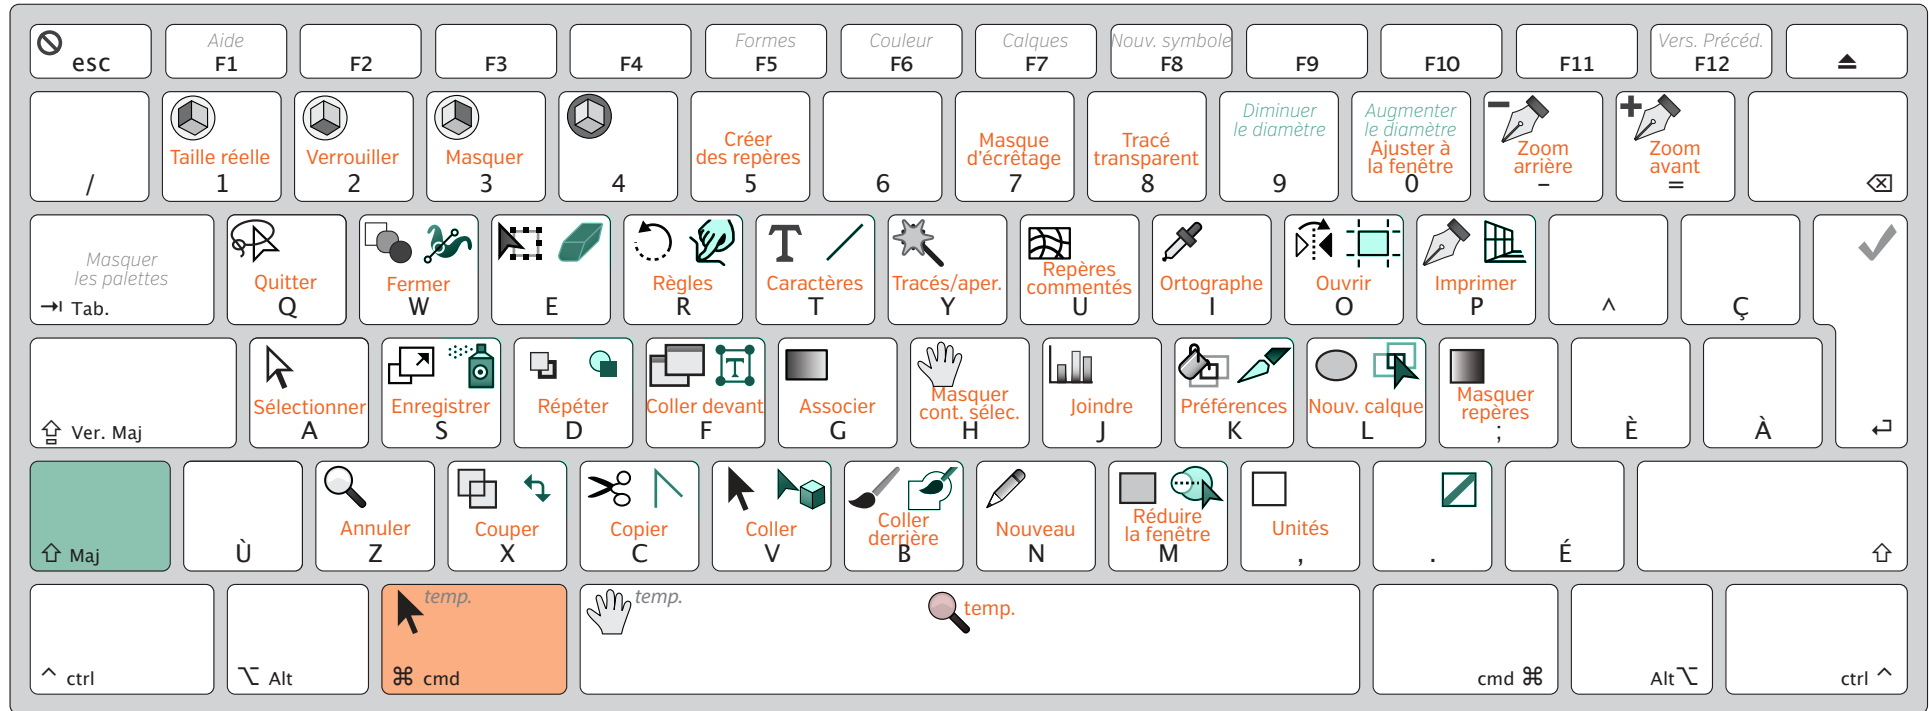 esc
Aide
F1
F2
F3
F4
Formes
F5
Couleur
F6
Calques
F7
Nouv. symbole
F8
F9
F10
F11
Vers. Précéd.
F12
/
Taille réelle
1
Verrouiller
2
Masquer
3
4
Créer
des repères
5
6
Masque
d'écrêtage
7
Tracé
transparent
8
Diminuer
le diamètre
9
Augmenter
le diamètre
Ajuster à
la fenêtre
0
Zoom
arrière
-
Zoom
avant
=
Masquer
les palettes
Tab.
Quitter
Q
Fermer
W
E
Règles
R
T
Caractères
T
Tracés/aper.
Y
Repères
commentés
U
Ortographe
I
Ouvrir
O
Imprimer
P
^
Ç
Ver. Maj
Sélectionner
A
Enregistrer
S
Répéter
D
T
Coller devant
F
Associer
G
Masquer
cont. sélec.
H
Joindre
J
Préférences
K
Nouv. calque
L
Masquer
repères
;
È
À
Maj
Ù
Annuler
Z
Couper
X
Copier
C
Coller
V
Coller
derrière
B
Nouveau
N
Réduire
la fenêtre
M
Unités
,
.
É
^ ctrl
⌥ Alt
temp.
⌘ cmd
temp.
temp.
cmd ⌘
Alt ⌥
ctrl ^